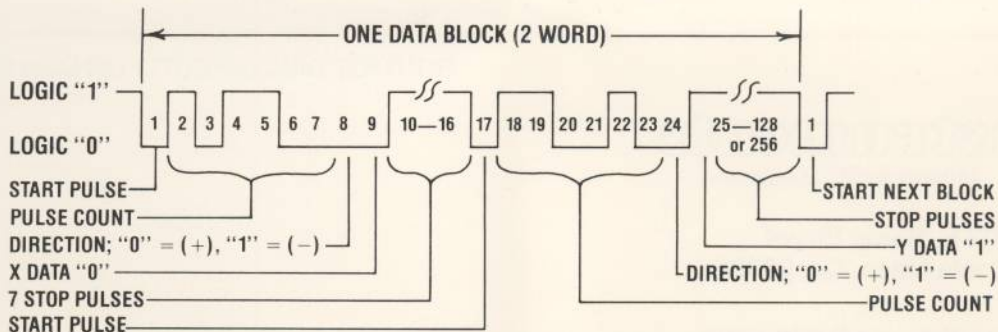 ONE DATA BLOCK (2 WORD)
LOGIC “1”
1 2 3 4 5 6 7 8 9 10—16 17 18 19 20 21 22 23 24 25—128 1
or 256
LOGIC “0”
START PULSE
START NEXT BLOCK
PULSE COUNT
STOP PULSES
DIRECTION; “0” = (+), “1” = (−)
Y DATA “1”
X DATA “0”
DIRECTION; “0” = (+), “1” = (−)
7 STOP PULSES
PULSE COUNT
START PULSE